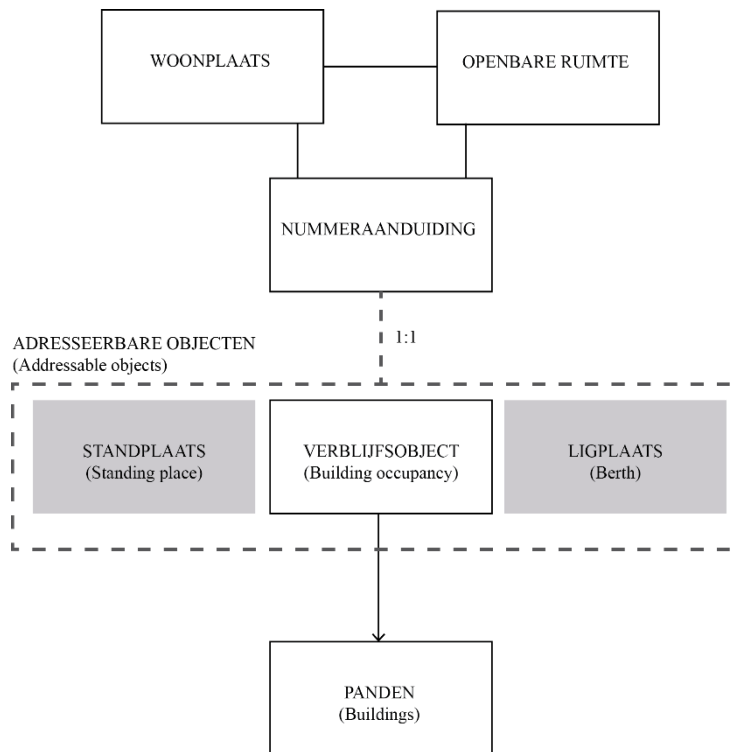 WOONPLAATS
OPENBARE RUIMTE
NUMMERAANDUIDING
1:1
ADRESSEERBARE OBJECTEN
(Addressable objects)
STANDPLAATS
(Standing place)
VERBLIJFSOBJECT
(Building occupancy)
LIGPLAATS
(Berth)
PANDEN
(Buildings)